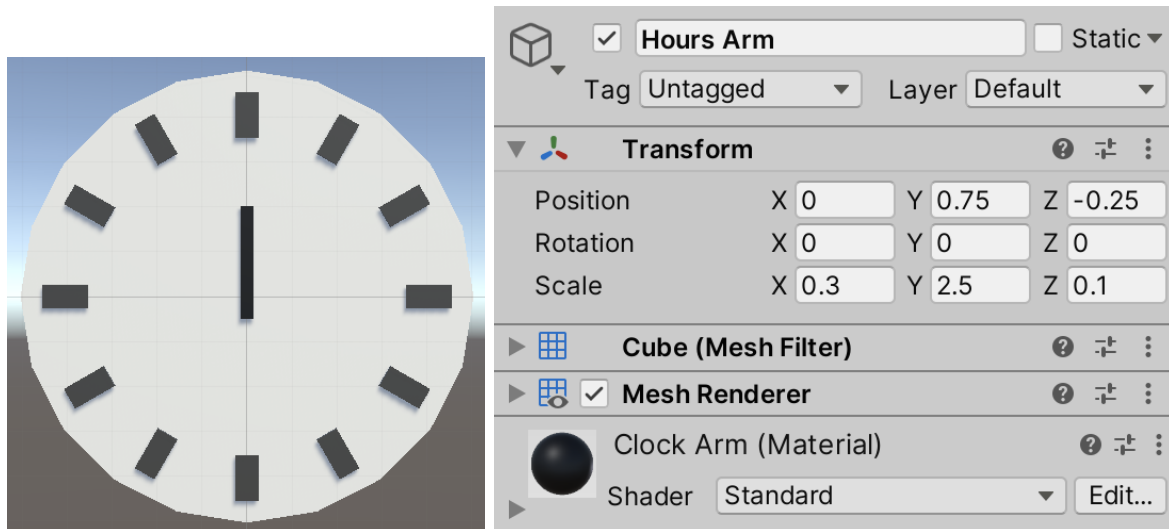 Hours Arm Static
Tag Untagged Layer Default
Transform
Position X 0 Y 0.75 Z -0.25
Rotation X 0 Y 0 Z 0
Scale X 0.3 Y 2.5 Z 0.1
Cube (Mesh Filter)
Mesh Renderer
Clock Arm (Material)
Shader Standard Edit...